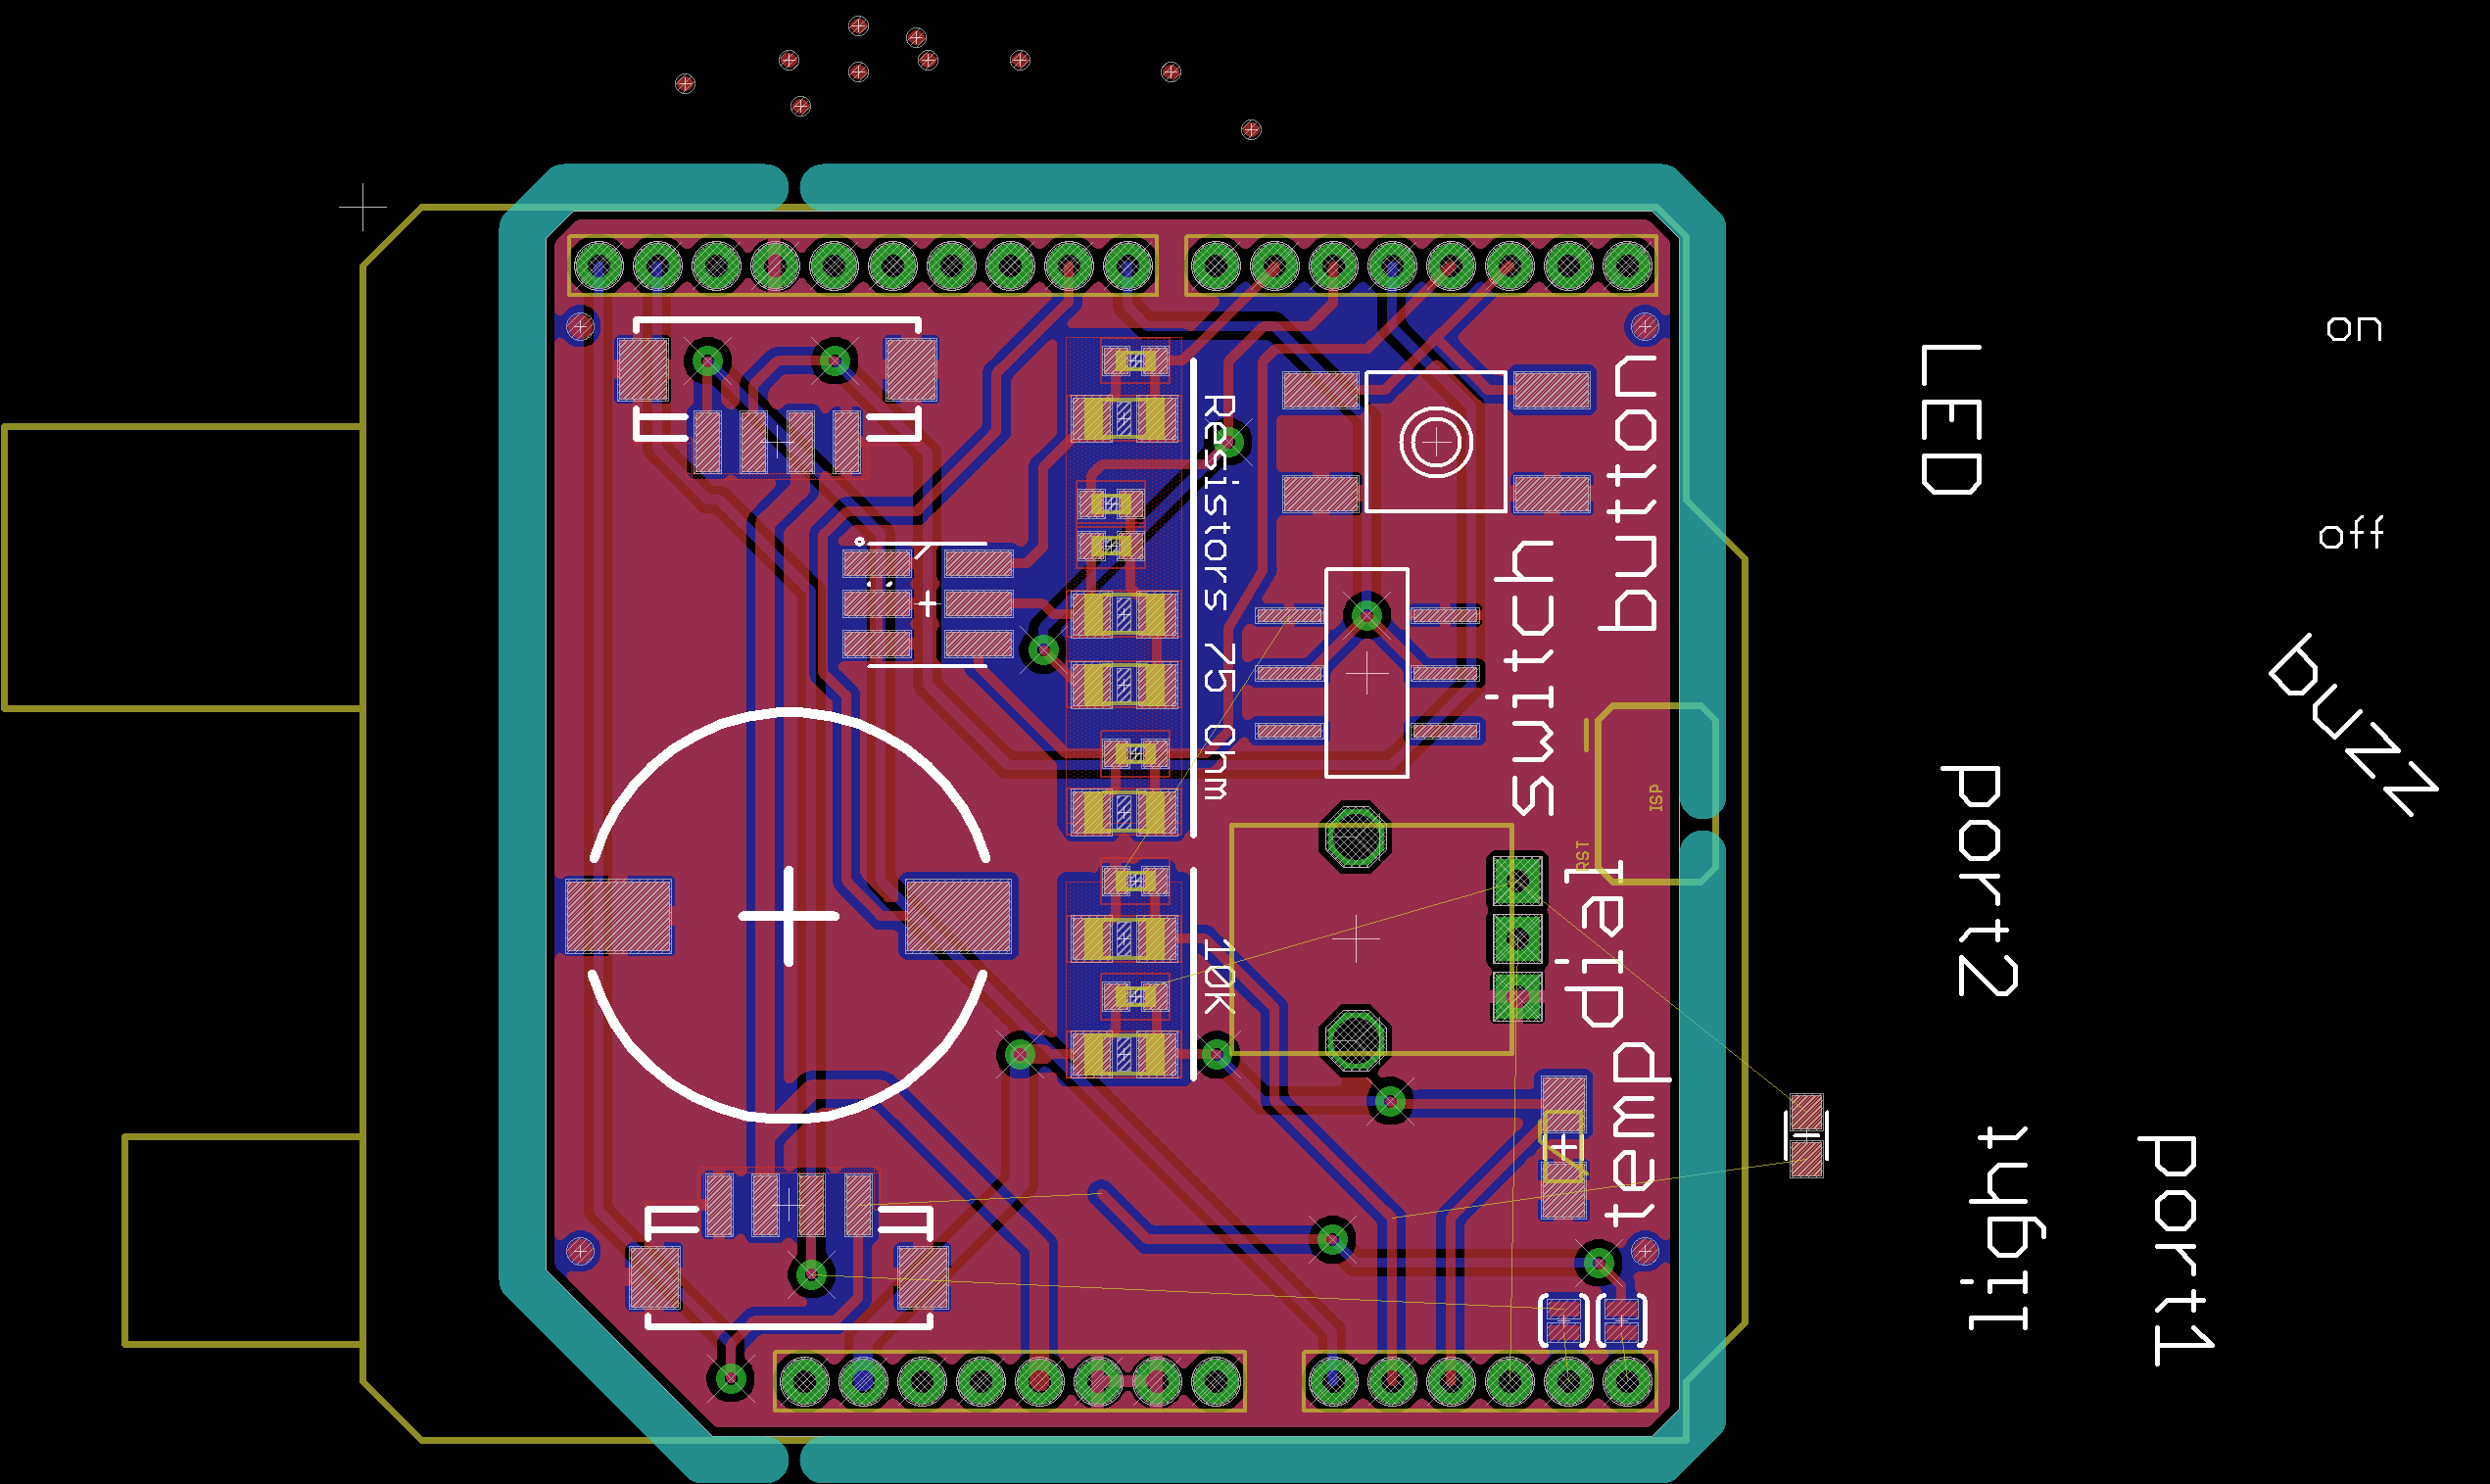 Resistors 75 ohm
10K
button
switch
dial
temp
ISP
RST
LED
on
off
buzz
port2
light
port1